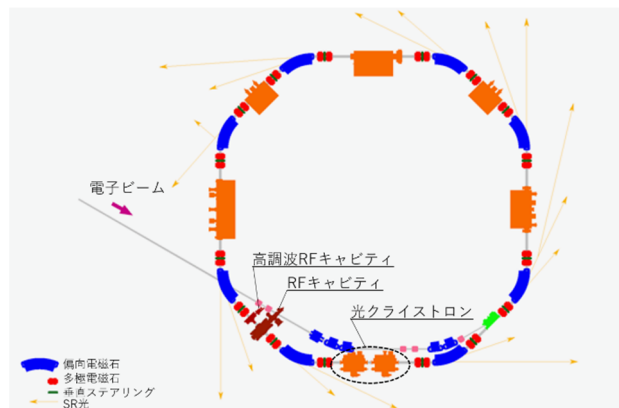 電子ビーム
高調波RFキャビティ
RFキャビティ
光クライストロン
偏向電磁石
多極電磁石
垂直ステアリング
SR光